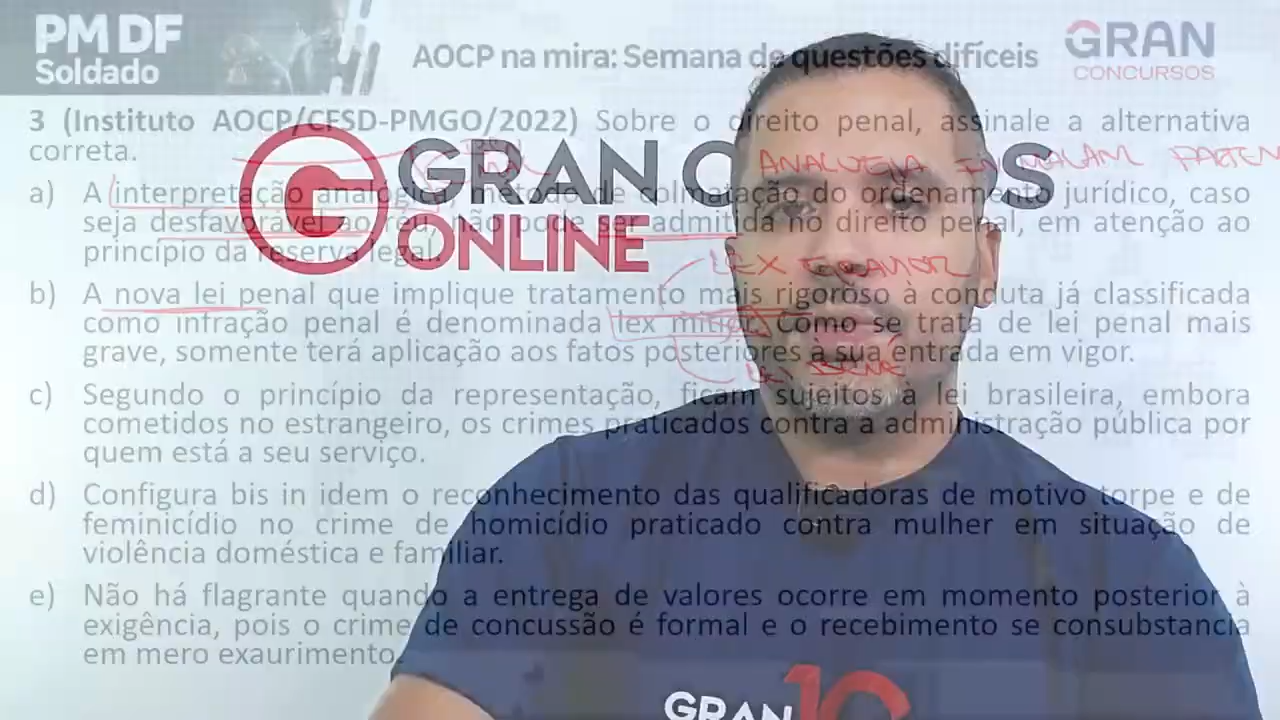 PM DF
Soldado
AOCP na mira: Semana de questões difíceis
GRAN
CONCURSOS
3 (Instituto AOCP/CFSD-PMGO/2022) Sobre o direito penal, assinale a alternativa
correta.
GRAN C S
ONLINE
ANALOGIA IN MALAM PARTEM
a) A interpretação analógica, método de colmatação do ordenamento jurídico, caso
seja desfavorável ao réu, não pode ser admitida no direito penal, em atenção ao
princípio da reserva legal.
LEX GRAVIOR
b) A nova lei penal que implique tratamento mais rigoroso à conduta já classificada
como infração penal é denominada lex mitior, como se trata de lei penal mais
grave, somente terá aplicação aos fatos posteriores à sua entrada em vigor.
c) Segundo o princípio da representação, ficam sujeitos à lei brasileira, embora
cometidos no estrangeiro, os crimes praticados contra a administração pública por
quem está a seu serviço.
d) Configura bis in idem o reconhecimento das qualificadoras de motivo torpe e de
feminicídio no crime de homicídio praticado contra mulher em situação de
violência doméstica e familiar.
e) Não há flagrante quando a entrega de valores ocorre em momento posterior à
exigência, pois o crime de concussão é formal e o recebimento se consubstancia
em mero exaurimento.
GRAN 10